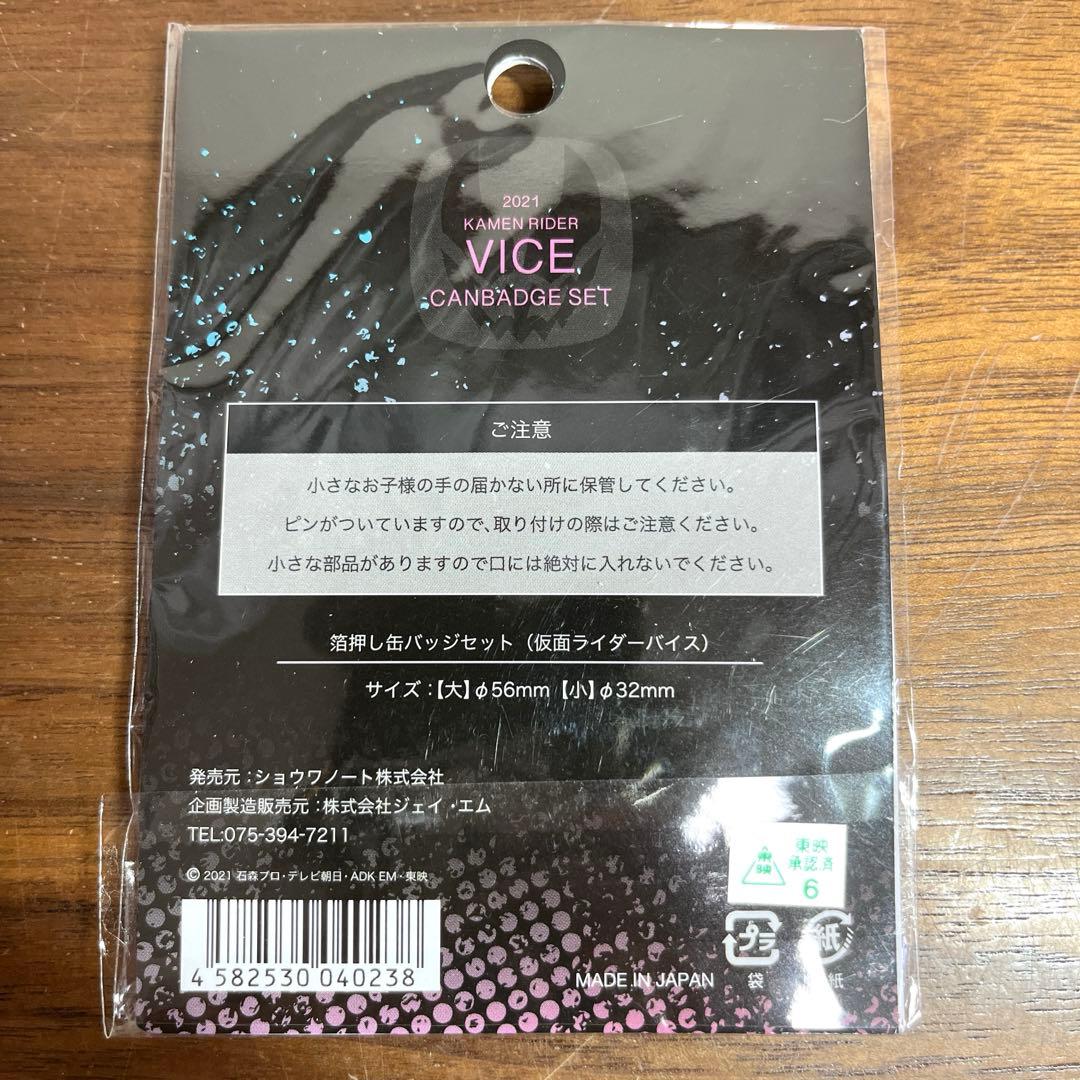 2021
KAMEN RIDER
VICE
CANBADGE SET
ご注意
小さなお子様の手の届かない所に保管してください。
ピンがついていますので、取り付けの際はご注意ください。
小さな部品がありますので口には絶対に入れないでください。
箔押し缶バッジセット（仮面ライダーバイス）
サイズ：【大】φ56mm 【小】φ32mm
発売元：ショウワノート株式会社
企画製造販売元：株式会社ジェイ・エム
TEL:075-394-7211
© 2021 石森プロ・テレビ朝日・ADK EM・東映
4 582530 040238
MADE IN JAPAN
東映
東映
承認済
6
プラ
袋
紙
紙